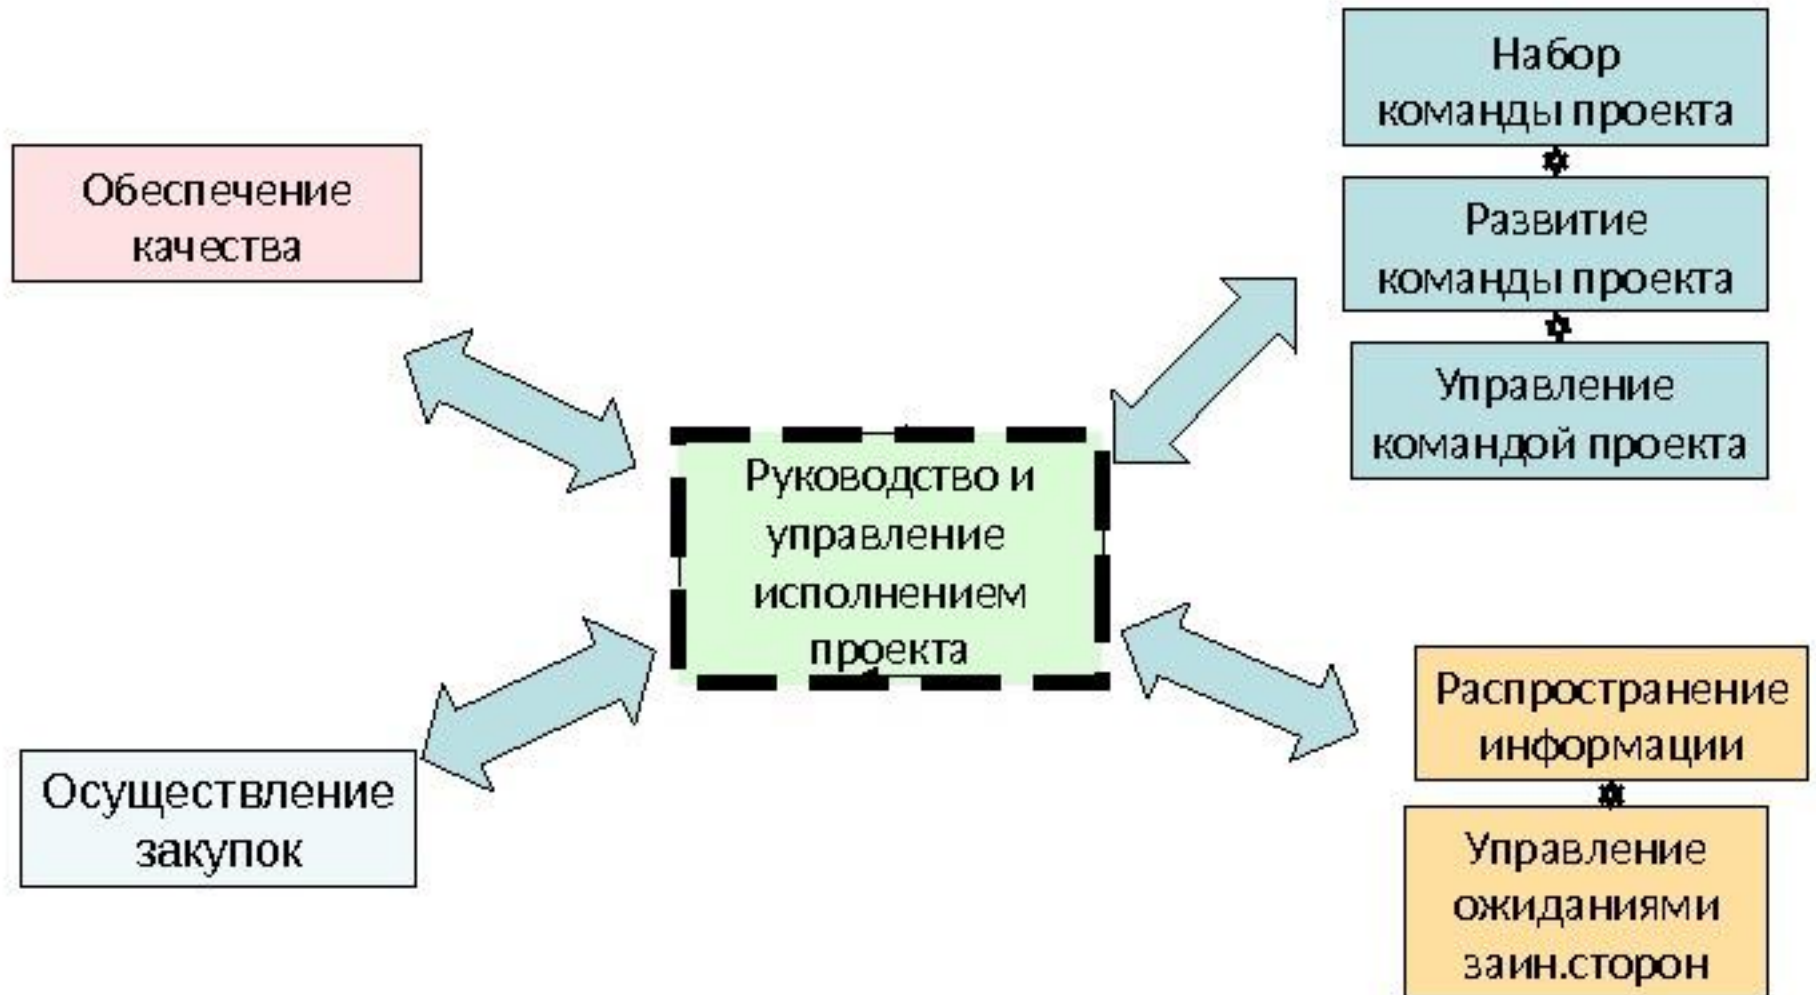 Набор
команды проекта
Обеспечение
качества
Развитие
команды проекта
Управление
командой проекта
Руководство и
управление
исполнением
проекта
Распространение
информации
Осуществление
закупок
Управление
ожиданиями
заин.сторон